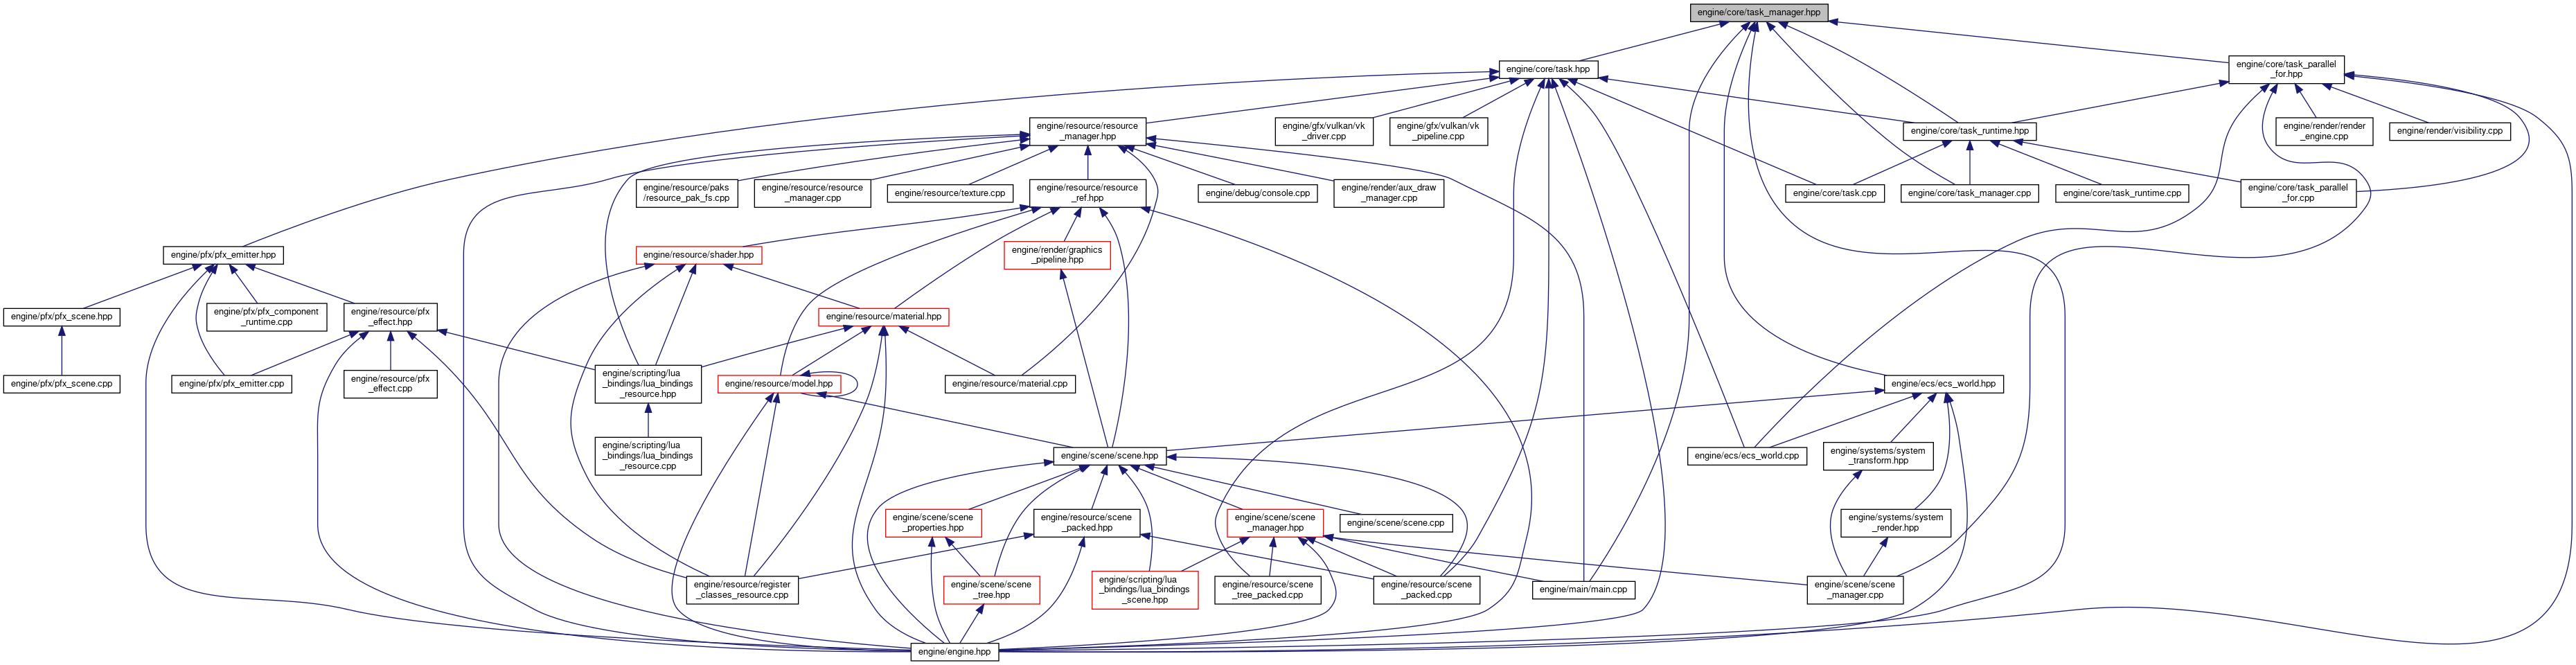 engine/core/task_manager.hpp
engine/core/task.hpp
engine/core/task_parallel
_for.hpp
engine/resource/resource
_manager.hpp
engine/gfx/vulkan/vk
_driver.cpp
engine/gfx/vulkan/vk
_pipeline.cpp
engine/core/task_runtime.hpp
engine/render/render
_engine.cpp
engine/render/visibility.cpp
engine/resource/paks
/resource_pak_fs.cpp
engine/resource/resource
_manager.cpp
engine/resource/texture.cpp
engine/resource/resource
_ref.hpp
engine/debug/console.cpp
engine/render/aux_draw
_manager.cpp
engine/core/task.cpp
engine/core/task_manager.cpp
engine/core/task_runtime.cpp
engine/core/task_parallel
_for.cpp
engine/pfx/pfx_emitter.hpp
engine/resource/shader.hpp
engine/render/graphics
_pipeline.hpp
engine/pfx/pfx_scene.hpp
engine/pfx/pfx_component
_runtime.cpp
engine/resource/pfx
_effect.hpp
engine/resource/material.hpp
engine/pfx/pfx_scene.cpp
engine/pfx/pfx_emitter.cpp
engine/resource/pfx
_effect.cpp
engine/scripting/lua
_bindings/lua_bindings
_resource.hpp
engine/resource/model.hpp
engine/resource/material.cpp
engine/ecs/ecs_world.hpp
engine/scripting/lua
_bindings/lua_bindings
_resource.cpp
engine/scene/scene.hpp
engine/ecs/ecs_world.cpp
engine/systems/system
_transform.hpp
engine/scene/scene
_properties.hpp
engine/resource/scene
_packed.hpp
engine/scene/scene
_manager.hpp
engine/scene/scene.cpp
engine/systems/system
_render.hpp
engine/resource/register
_classes_resource.cpp
engine/scene/scene
_tree.hpp
engine/scripting/lua
_bindings/lua_bindings
_scene.hpp
engine/resource/scene
_tree_packed.cpp
engine/resource/scene
_packed.cpp
engine/main/main.cpp
engine/scene/scene
_manager.cpp
engine/engine.hpp